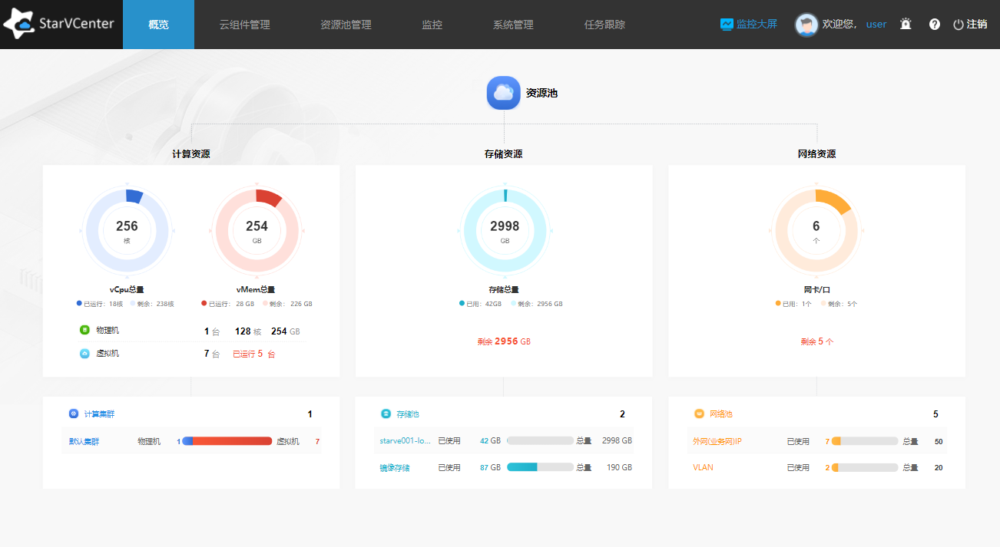 StarVCenter 概览 云组件管理 资源池管理 监控 系统管理 任务跟踪 监控大屏 欢迎您, user 注销
资源池
计算资源 存储资源 网络资源
256 254 2998 6
核 GB GB 个
vCpu总量 vMem总量 存储总量 网卡/口
已运行: 18核 剩余: 238核 已运行: 28 GB 剩余: 226 GB 已用: 42GB 剩余: 2956 GB 已用: 1个 剩余: 5个
物理机 1 台 128 核 254 GB
剩余 2956 GB 剩余 5 个
虚拟机 7 台 已运行 5 台
计算集群 1 存储池 2 网络池 5
默认集群 物理机 1 虚拟机 7 starve001-lo... 已使用 42 GB 总量 2998 GB 外网(业务网)IP 已使用 7 总量 50
镜像存储 已使用 87 GB 总量 190 GB VLAN 已使用 2 总量 20